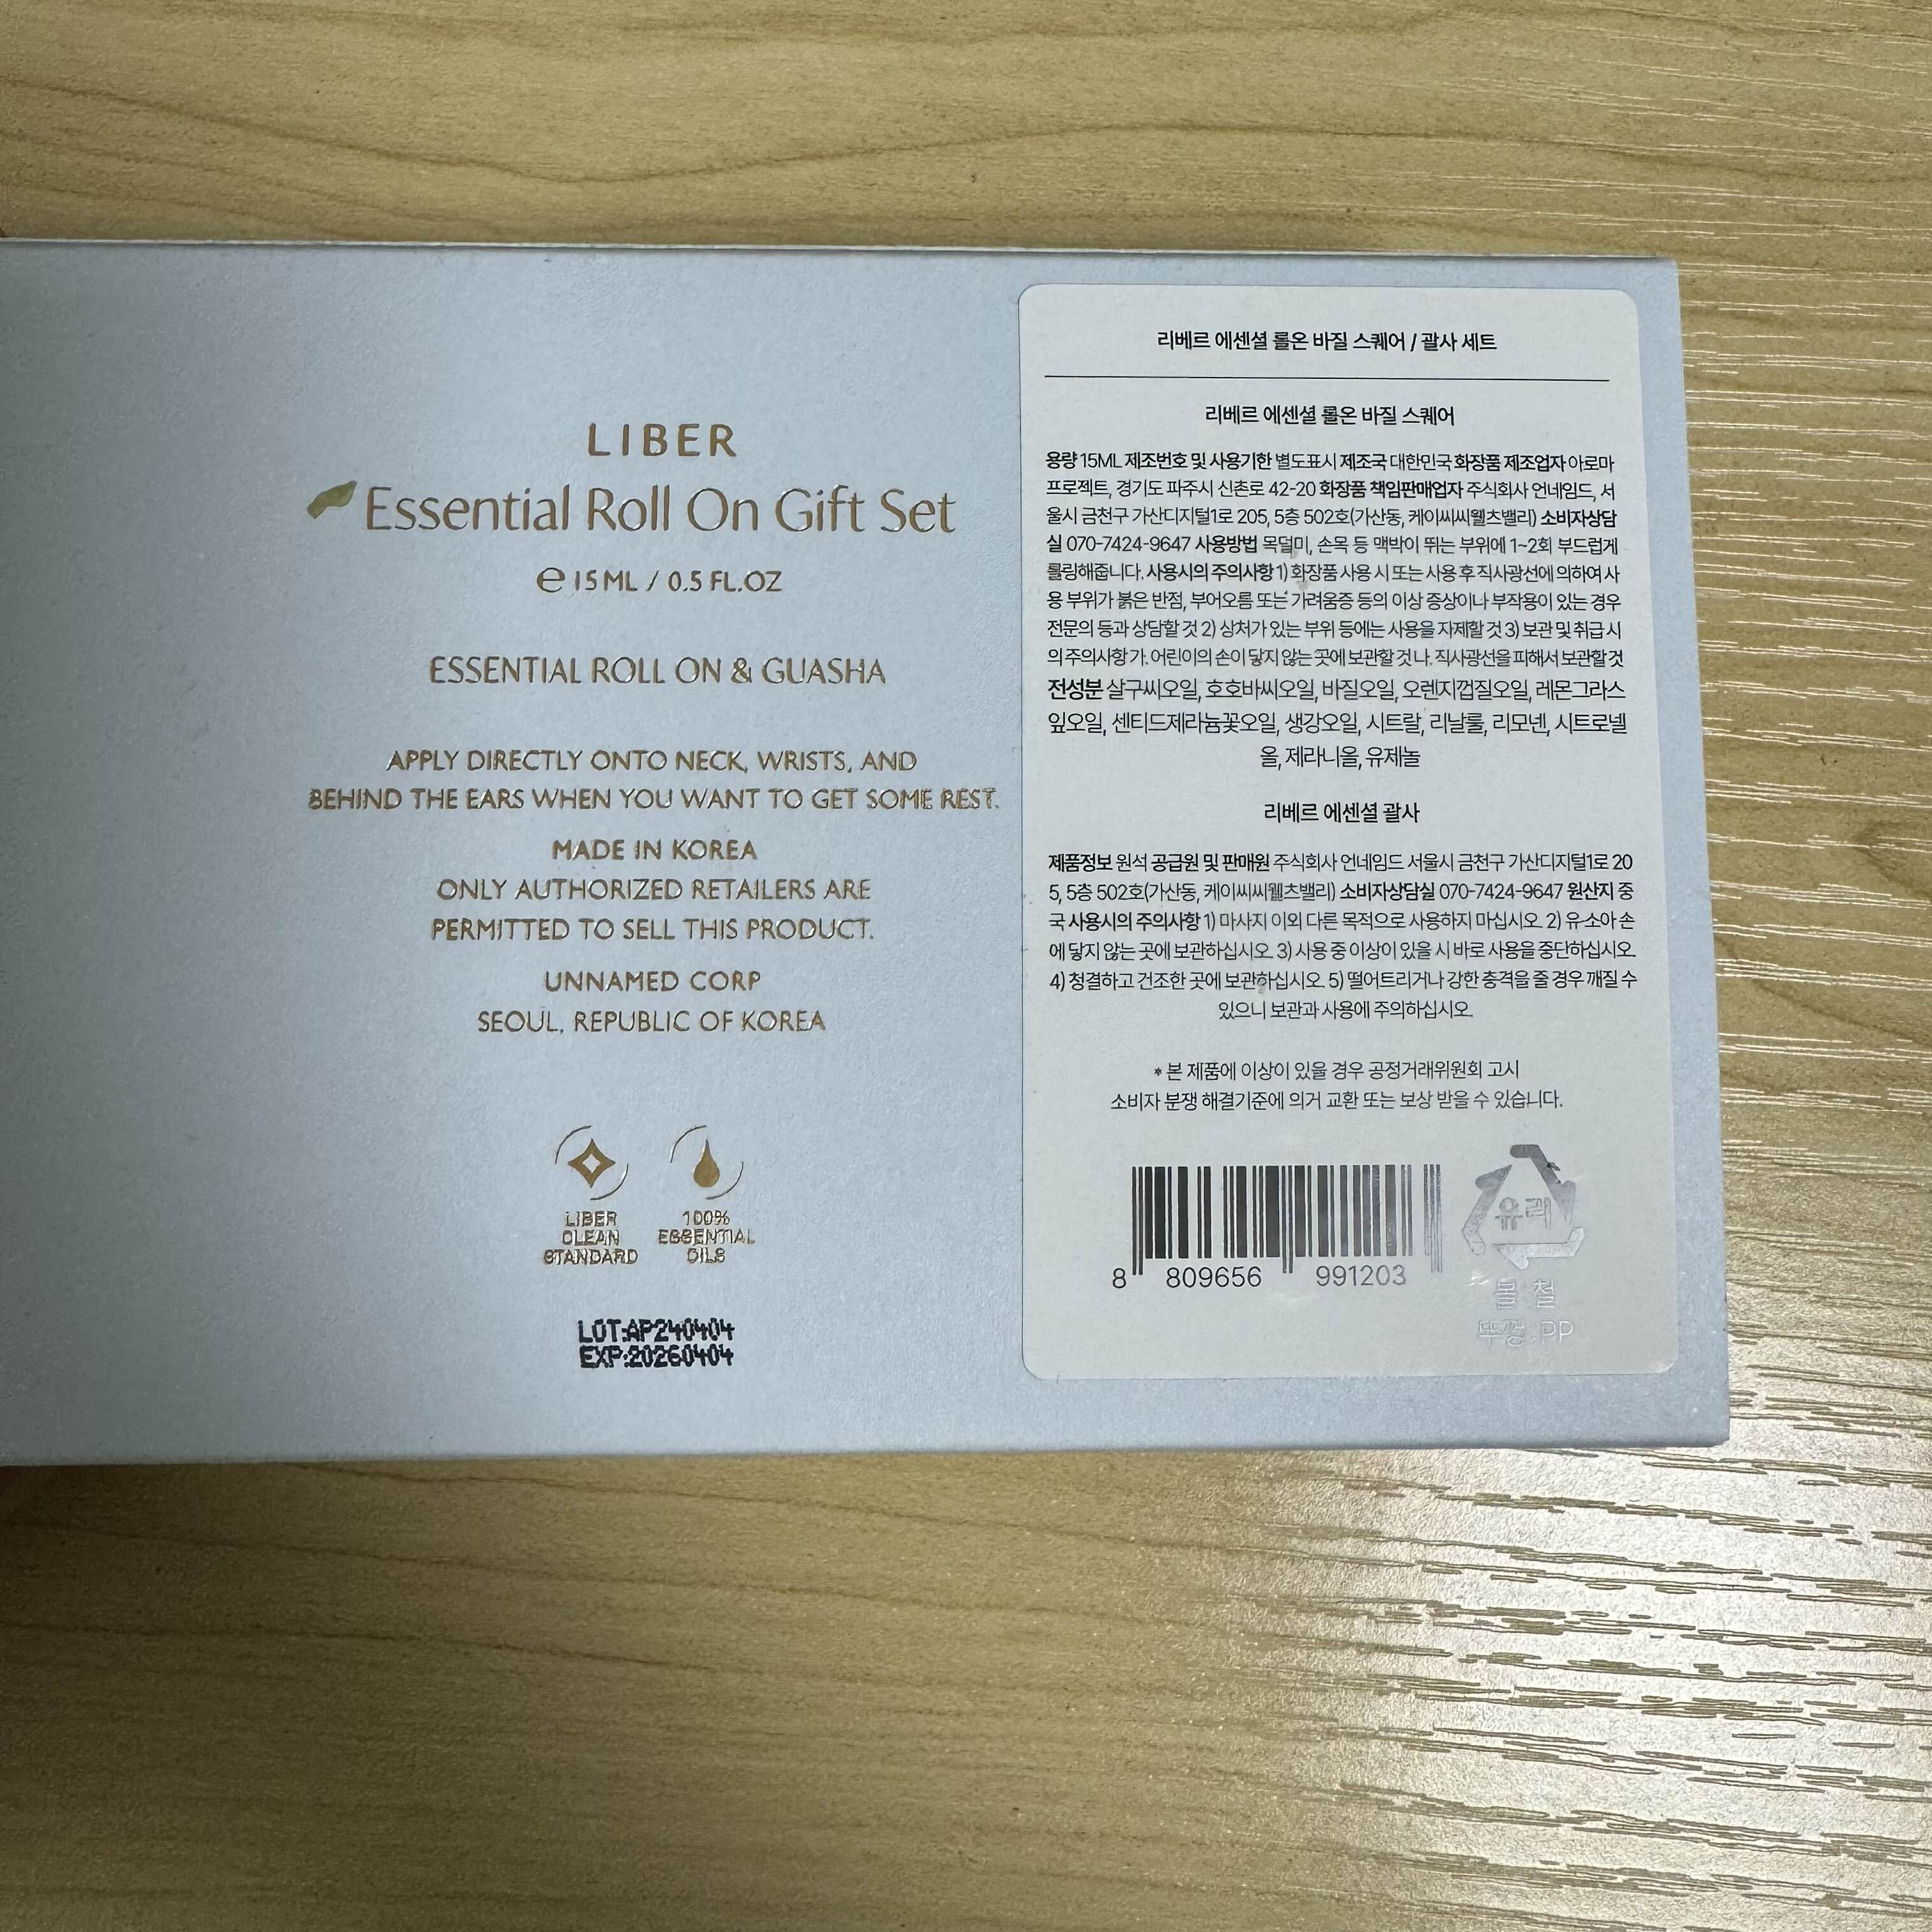 LIBER
Essential Roll On Gift Set
℮ 15 ML / 0.5 FL.OZ
ESSENTIAL ROLL ON & GUASHA
APPLY DIRECTLY ONTO NECK, WRISTS, AND
BEHIND THE EARS WHEN YOU WANT TO GET SOME REST.
MADE IN KOREA
ONLY AUTHORIZED RETAILERS ARE
PERMITTED TO SELL THIS PRODUCT.
UNNAMED CORP
SEOUL, REPUBLIC OF KOREA
LIBER
CLEAN
STANDARD
100%
ESSENTIAL
OILS
LOT:AP240404
EXP:20260404
리베르 에센셜 롤온 바질 스퀘어 / 괄사 세트
리베르 에센셜 롤온 바질 스퀘어
용량 15ML 제조번호 및 사용기한 별도표시 제조국 대한민국 화장품 제조업자 아로마
프로젝트, 경기도 파주시 신촌로 42-20 화장품 책임판매업자 주식회사 언네임드, 서
울시 금천구 가산디지털1로 205, 5층 502호(가산동, 케이씨씨웰츠밸리) 소비자상담
실 070-7424-9647 사용방법 목덜미, 손목 등 맥박이 뛰는 부위에 1~2회 부드럽게
롤링해줍니다. 사용시의 주의사항 1) 화장품 사용 시 또는 사용 후 직사광선에 의하여 사
용 부위가 붉은 반점, 부어오름 또는 가려움증 등의 이상 증상이나 부작용이 있는 경우
전문의 등과 상담할 것 2) 상처가 있는 부위 등에는 사용을 자제할 것 3) 보관 및 취급 시
의 주의사항 가. 어린이의 손이 닿지 않는 곳에 보관할 것 나. 직사광선을 피해서 보관할 것
전성분 살구씨오일, 호호바씨오일, 바질오일, 오렌지껍질오일, 레몬그라스
잎오일, 센티드제라늄꽃오일, 생강오일, 시트랄, 리날룰, 리모넨, 시트로넬
올, 제라니올, 유제놀
리베르 에센셜 괄사
제품정보 원석 공급원 및 판매원 주식회사 언네임드 서울시 금천구 가산디지털1로 20
5, 5층 502호(가산동, 케이씨씨웰츠밸리) 소비자상담실 070-7424-9647 원산지 중
국 사용시의 주의사항 1) 마사지 이외 다른 목적으로 사용하지 마십시오. 2) 유·소아 손
에 닿지 않는 곳에 보관하십시오. 3) 사용 중 이상이 있을 시 바로 사용을 중단하십시오.
4) 청결하고 건조한 곳에 보관하십시오. 5) 떨어트리거나 강한 충격을 줄 경우 깨질 수
있으니 보관과 사용에 주의하십시오.
* 본 제품에 이상이 있을 경우 공정거래위원회 고시
소비자 분쟁 해결기준에 의거 교환 또는 보상 받을 수 있습니다.
8 809656 991203
유리
볼:철
뚜껑:PP